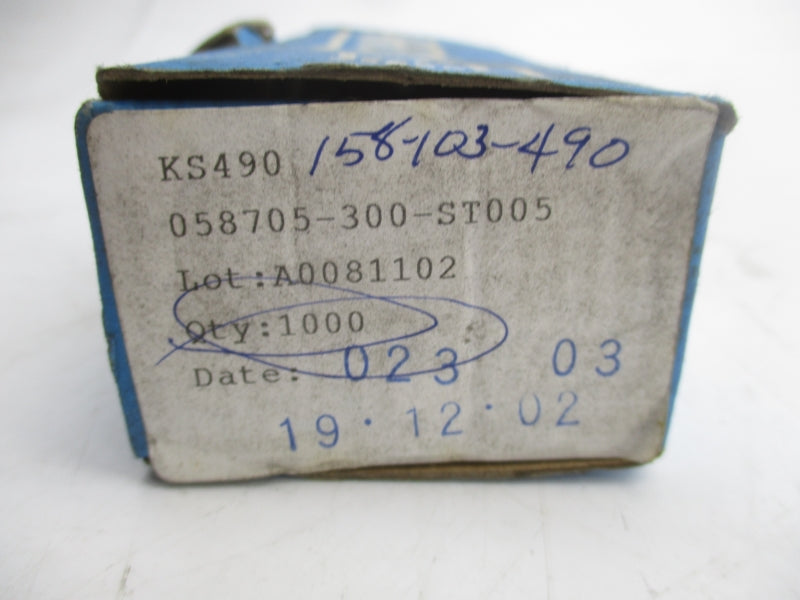 KS490 158-103-490
058705-300-ST005
Lot:A0081102
Qty:1000
Date: 023 03
19·12·02